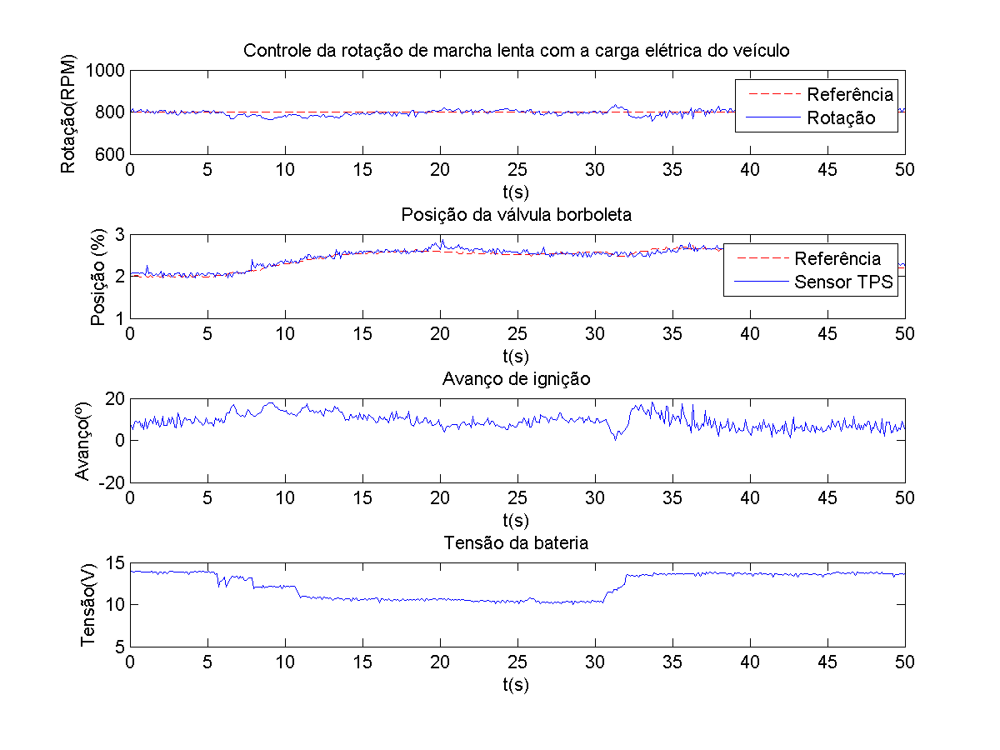 Controle da rotação de marcha lenta com a carga elétrica do veículo
Rotação(RPM)
1000
800
600
Referência
Rotação
0 5 10 15 20 25 30 35 40 45 50
t(s)
Posição da válvula borboleta
Posição (%)
3
2
1
Referência
Sensor TPS
0 5 10 15 20 25 30 35 40 45 50
t(s)
Avanço de ignição
Avanço(º)
20
0
-20
0 5 10 15 20 25 30 35 40 45 50
t(s)
Tensão da bateria
Tensão(V)
15
10
5
0 5 10 15 20 25 30 35 40 45 50
t(s)